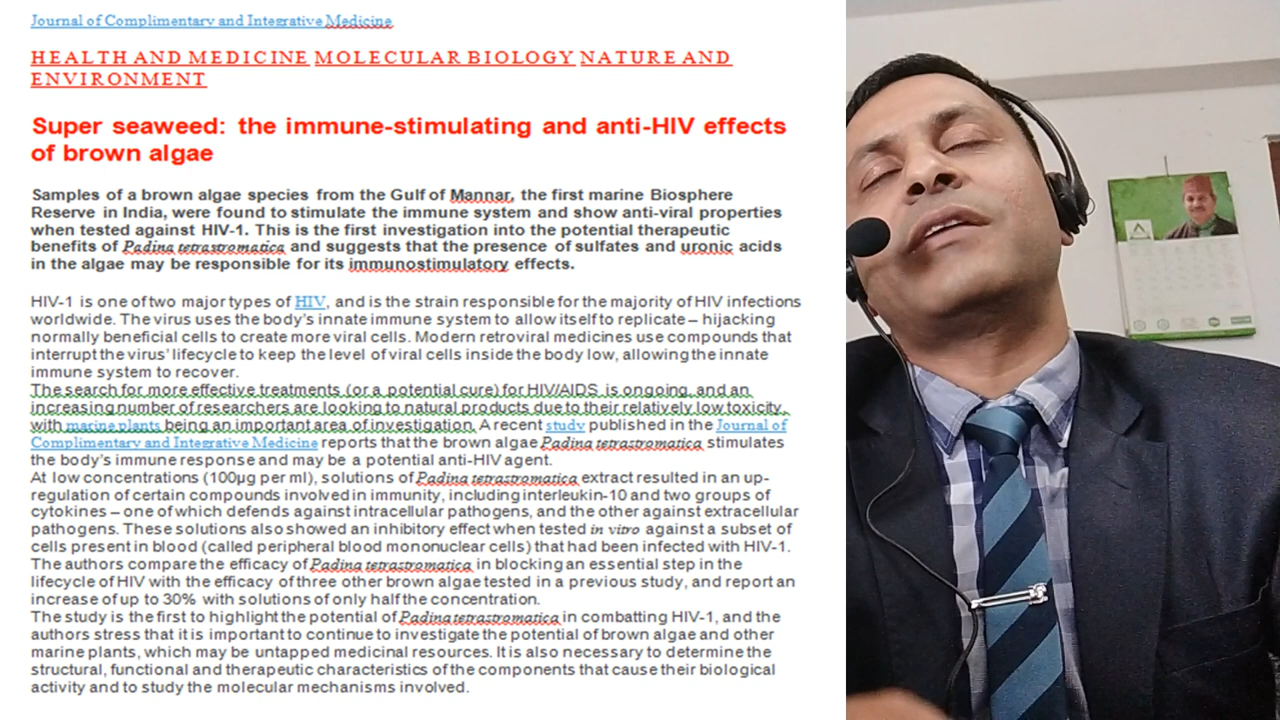 Journal of Complimentary and Integrative Medicine
HEALTH AND MEDICINE MOLECULAR BIOLOGY NATURE AND
ENVIRONMENT
Super seaweed: the immune-stimulating and anti-HIV effects
of brown algae
Samples of a brown algae species from the Gulf of Mannar, the first marine Biosphere
Reserve in India, were found to stimulate the immune system and show anti-viral properties
when tested against HIV-1. This is the first investigation into the potential therapeutic
benefits of Padina tetrastromatica and suggests that the presence of sulfates and uronic acids
in the algae may be responsible for its immunostimulatory effects.
HIV-1 is one of two major types of HIV, and is the strain responsible for the majority of HIV infections
worldwide. The virus uses the body's innate immune system to allow itself to replicate – hijacking
normally beneficial cells to create more viral cells. Modern retroviral medicines use compounds that
interrupt the virus' lifecycle to keep the level of viral cells inside the body low, allowing the innate
immune system to recover.
The search for more effective treatments (or a potential cure) for HIV/AIDS is ongoing, and an
increasing number of researchers are looking to natural products due to their relatively low toxicity,
with marine plants being an important area of investigation. A recent study published in the Journal of
Complimentary and Integrative Medicine reports that the brown algae Padina tetrastromatica stimulates
the body's immune response and may be a potential anti-HIV agent.
At low concentrations (100μg per ml), solutions of Padina tetrastromatica extract resulted in an up-
regulation of certain compounds involved in immunity, including interleukin-10 and two groups of
cytokines – one of which defends against intracellular pathogens, and the other against extracellular
pathogens. These solutions also showed an inhibitory effect when tested in vitro against a subset of
cells present in blood (called peripheral blood mononuclear cells) that had been infected with HIV-1.
The authors compare the efficacy of Padina tetrastromatica in blocking an essential step in the
lifecycle of HIV with the efficacy of three other brown algae tested in a previous study, and report an
increase of up to 30% with solutions of only half the concentration.
The study is the first to highlight the potential of Padina tetrastromatica in combatting HIV-1, and the
authors stress that it is important to continue to investigate the potential of brown algae and other
marine plants, which may be untapped medicinal resources. It is also necessary to determine the
structural, functional and therapeutic characteristics of the components that cause their biological
activity and to study the molecular mechanisms involved.